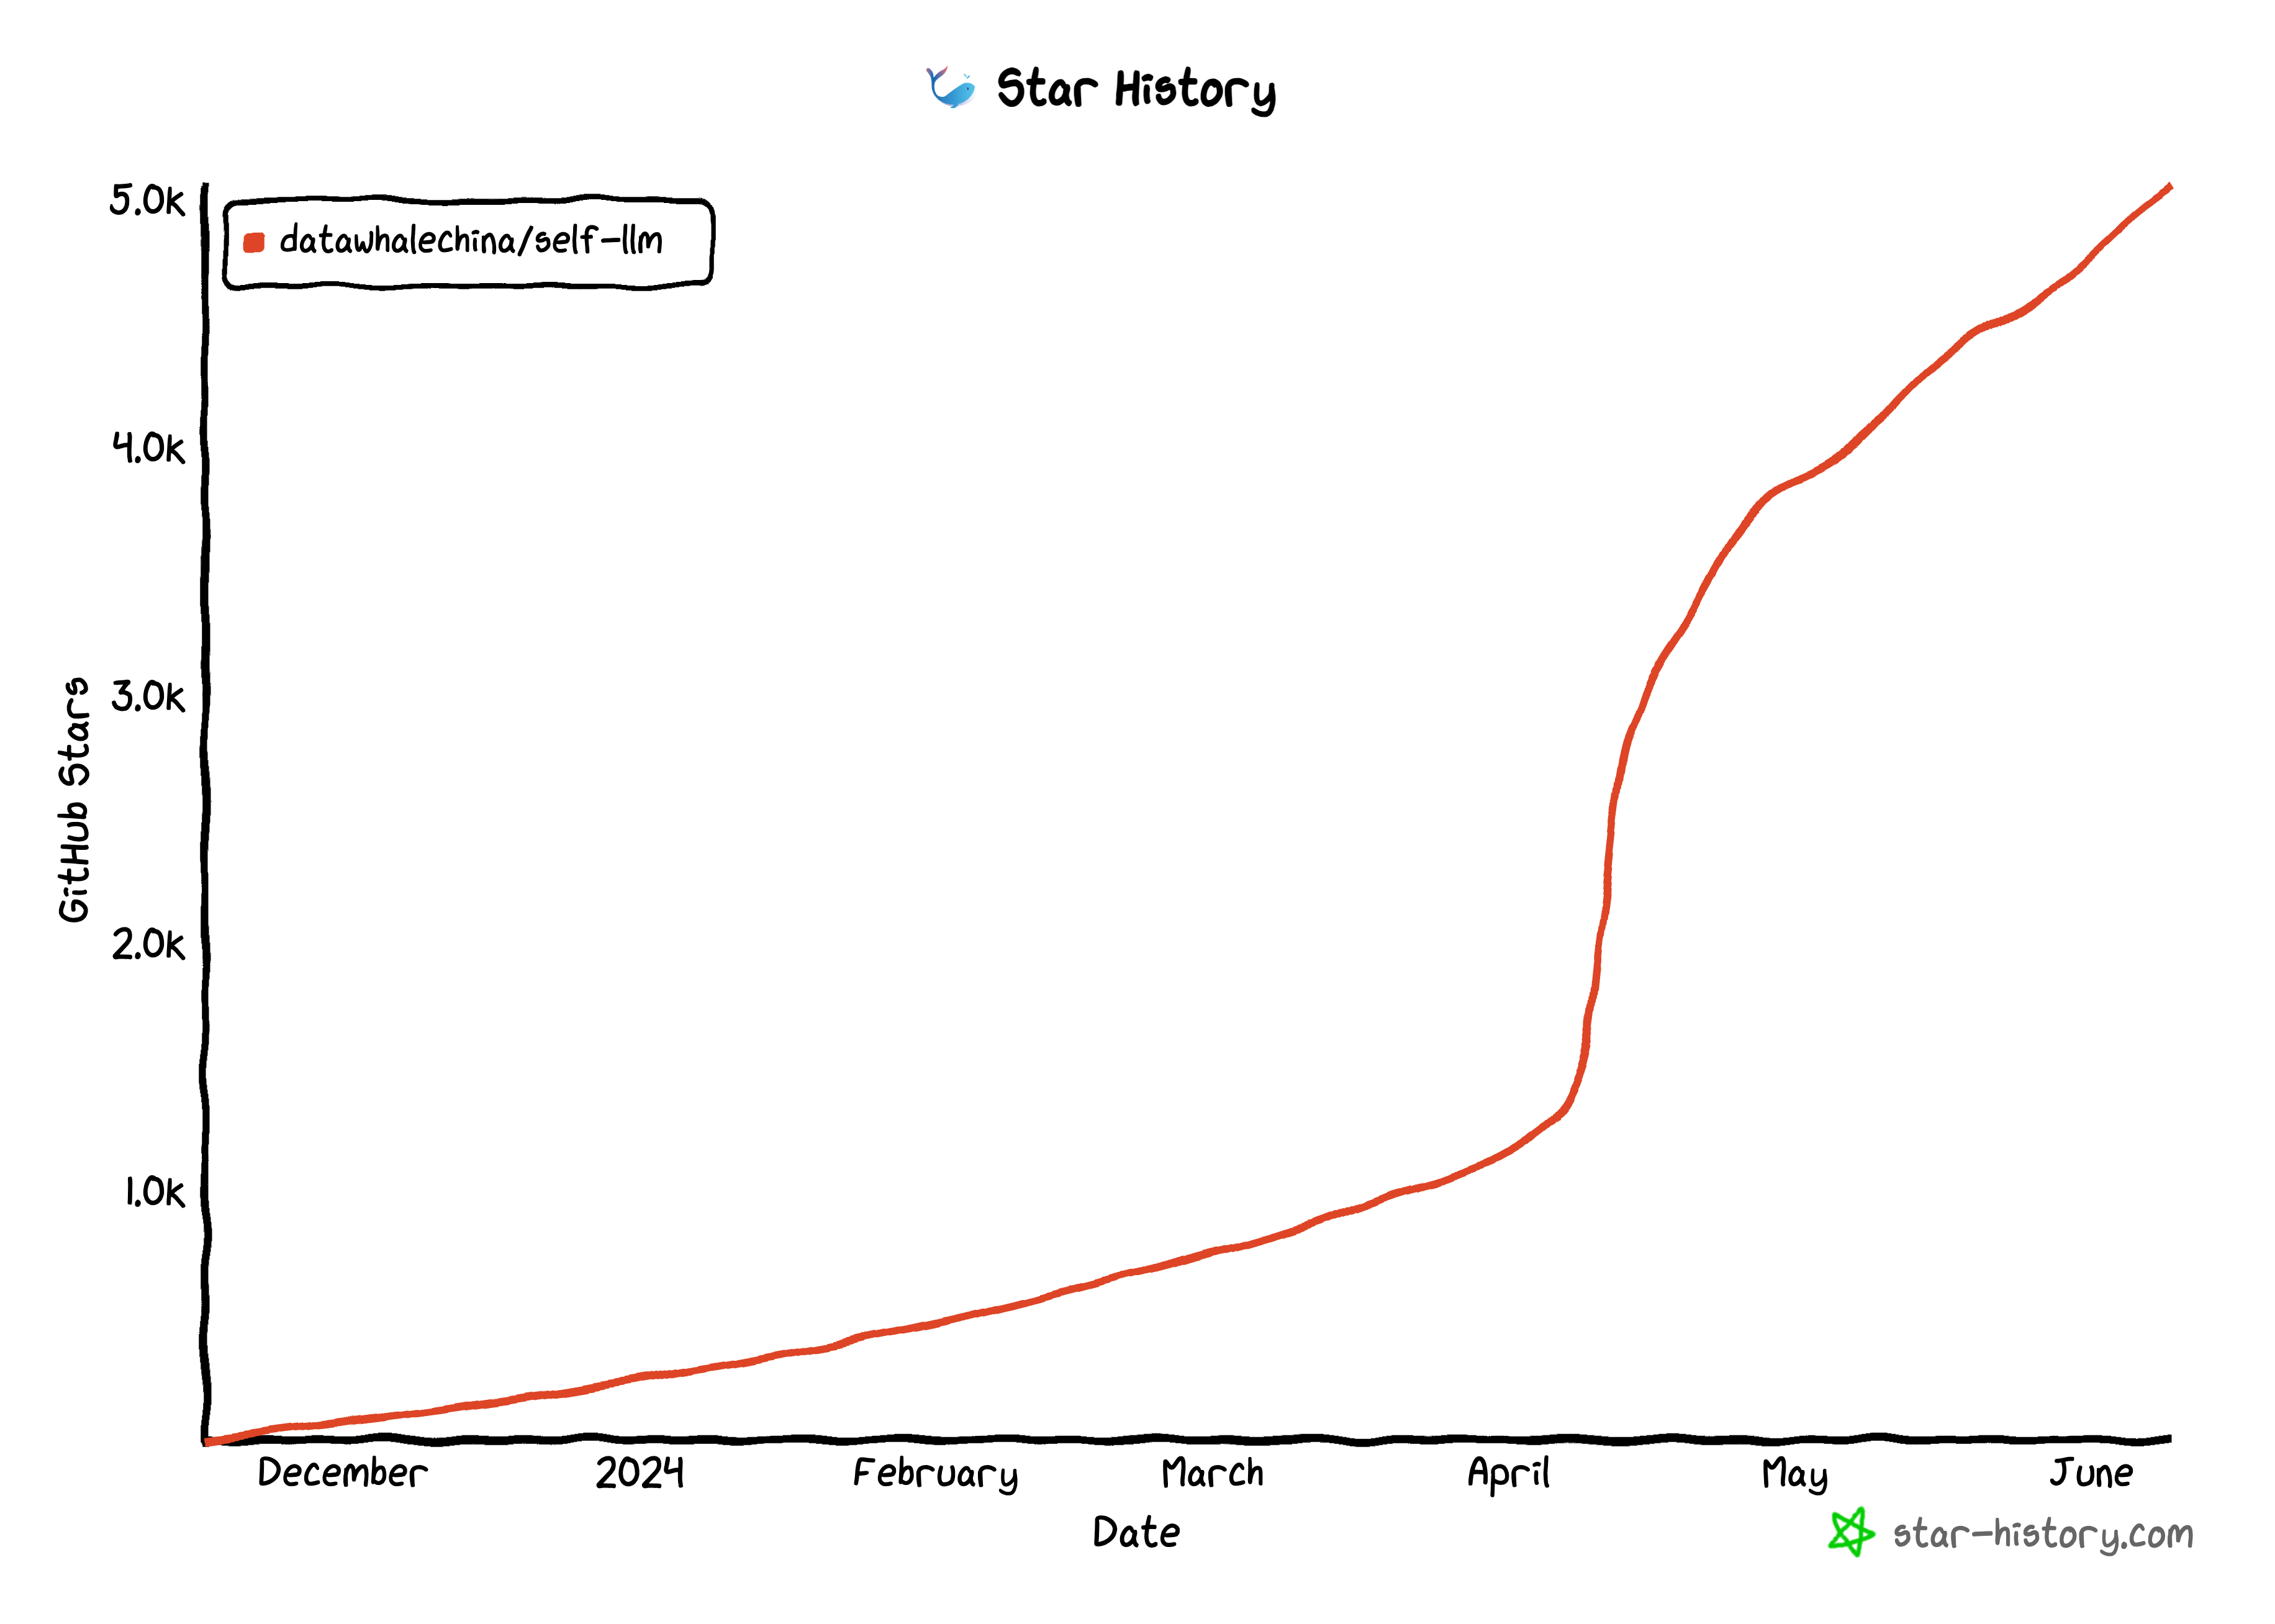 Star History
datawhalechina/self-llm
GitHub Stars
5.0K
4.0K
3.0K
2.0K
1.0K
December
2024
February
March
April
May
June
Date
star-history.com